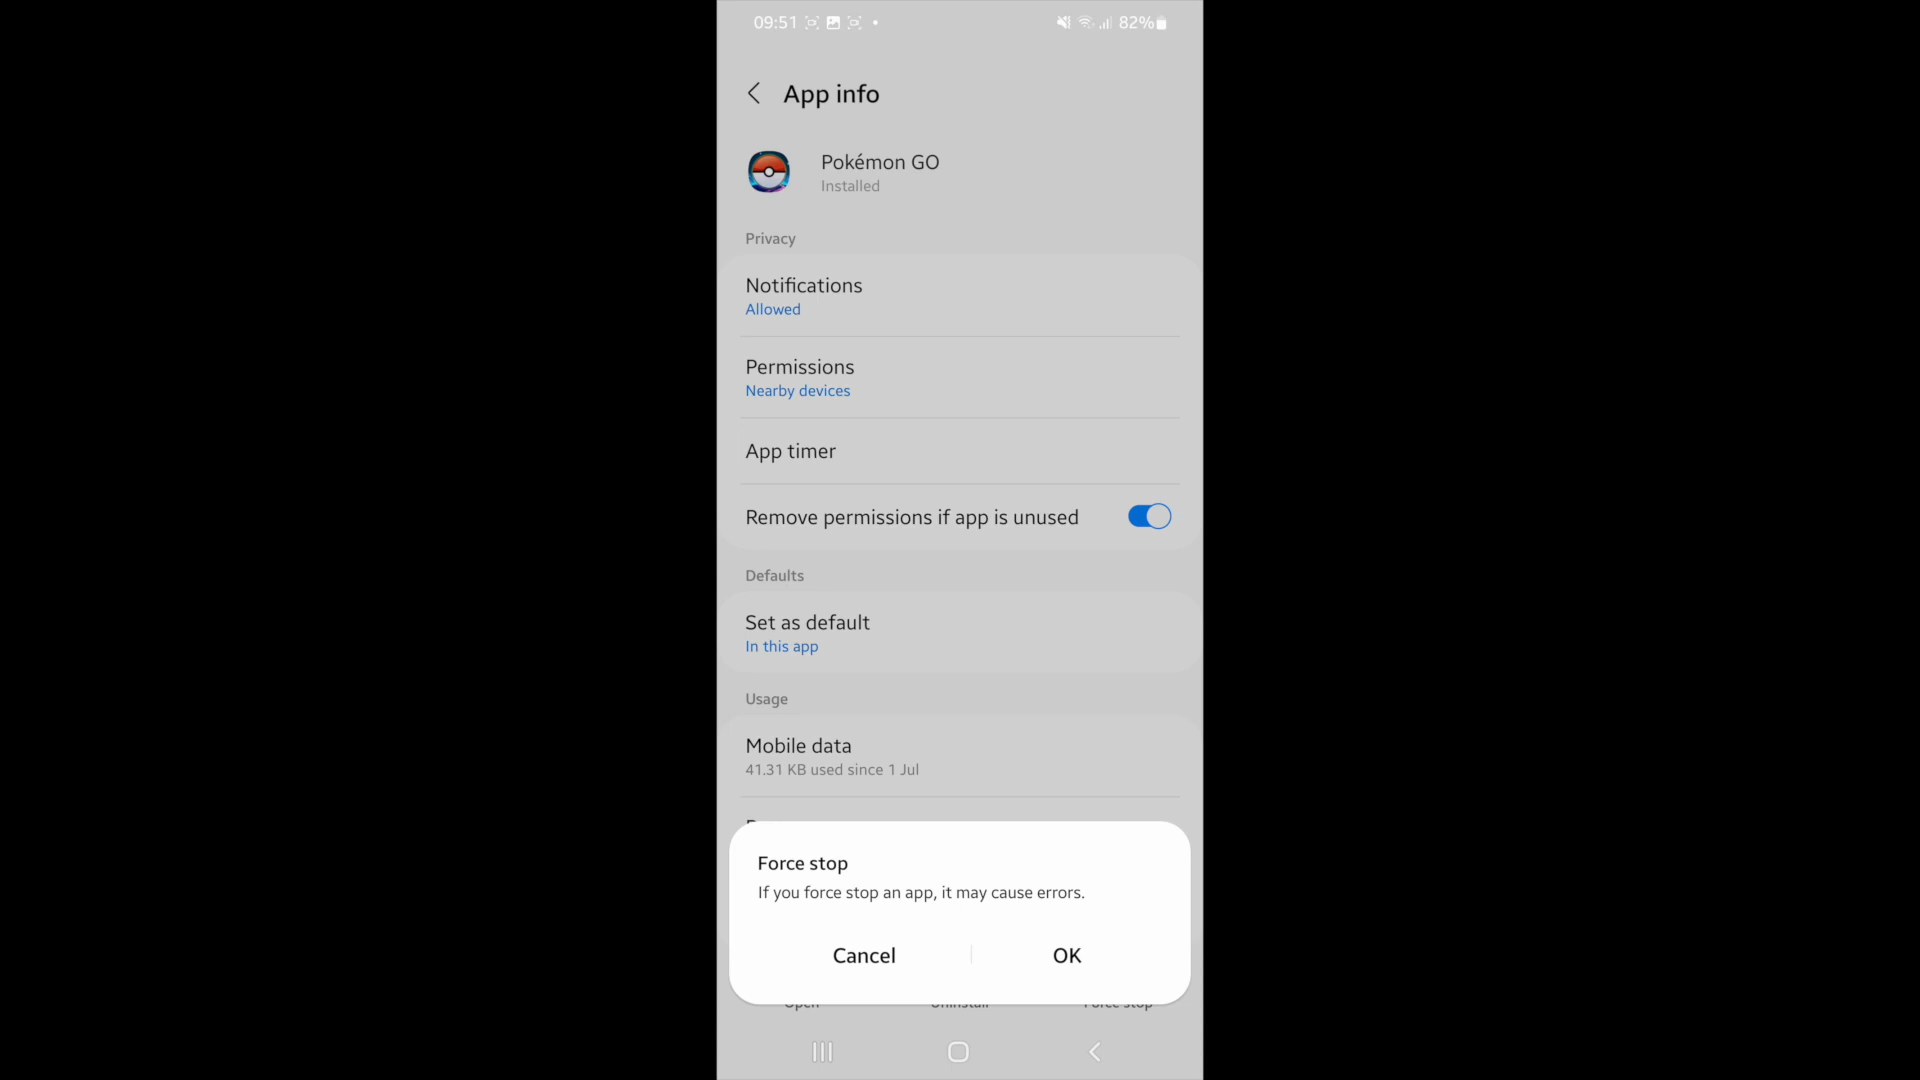 09:51
82%
App info
Pokémon GO
Installed
Privacy
Notifications
Allowed
Permissions
Nearby devices
App timer
Remove permissions if app is unused
Defaults
Set as default
In this app
Usage
Mobile data
41.31 KB used since 1 Jul
Force stop
If you force stop an app, it may cause errors.
Cancel
OK
Open
Uninstall
Force stop